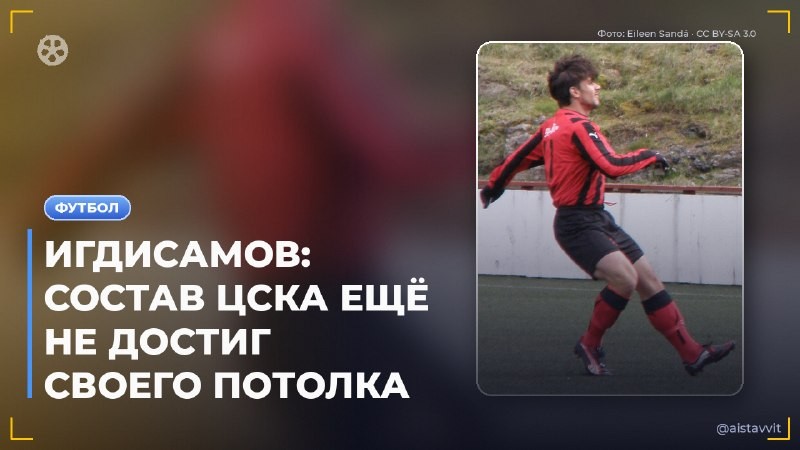 Фото: Eileen Sandá · CC BY-SA 3.0
ФУТБОЛ
ИГДИСАМОВ:
СОСТАВ ЦСКА ЕЩЁ
НЕ ДОСТИГ
СВОЕГО ПОТОЛКА
@aistavvit